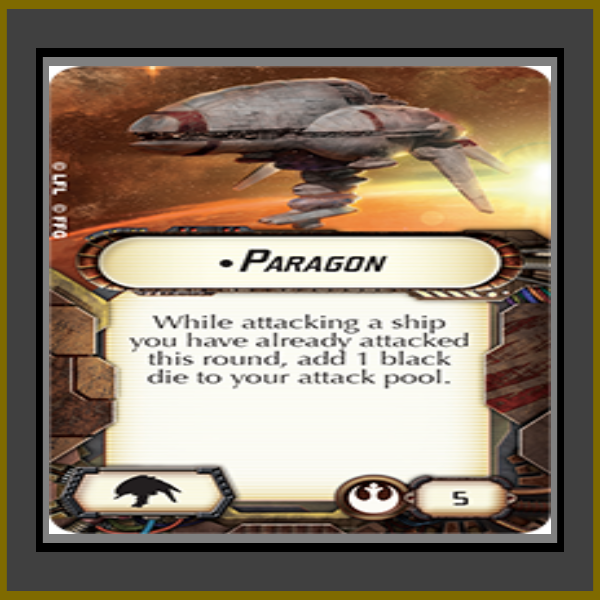 © LFL © FFG
• PARAGON
While attacking a ship
you have already attacked
this round, add 1 black
die to your attack pool.
5